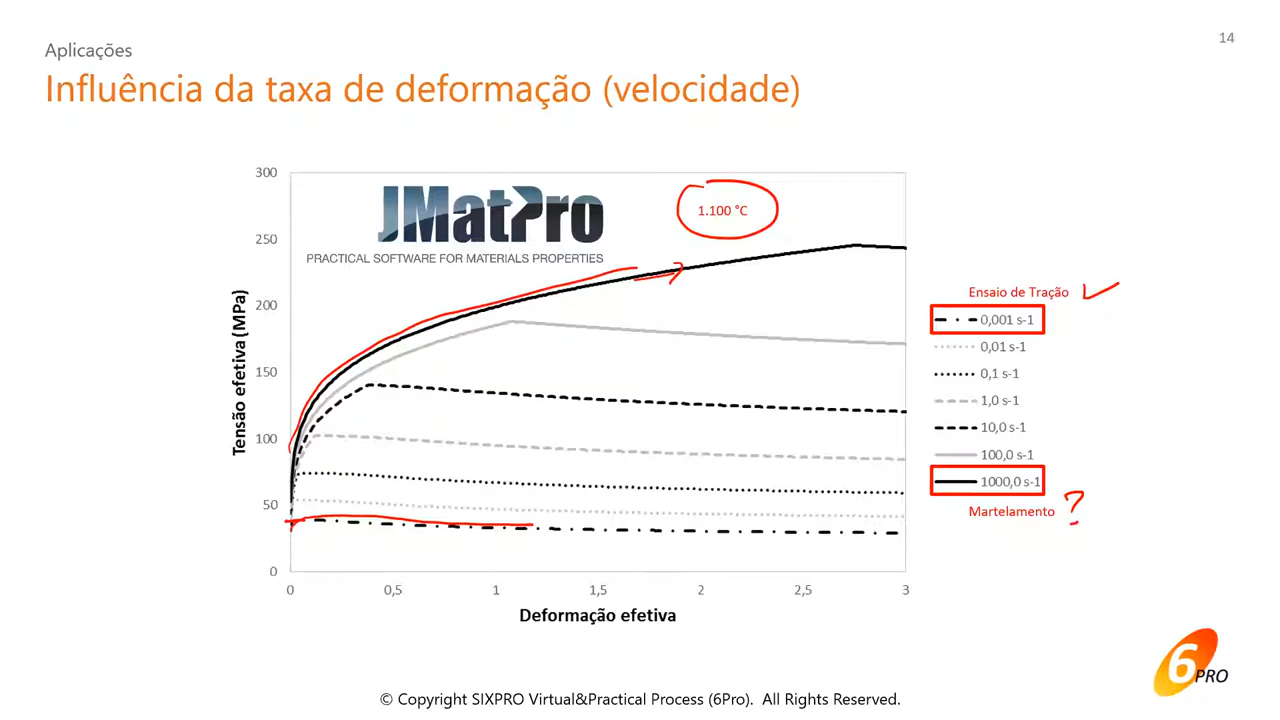 14
Aplicações
Influência da taxa de deformação (velocidade)
300
250
200
150
100
50
0
Tensão efetiva (MPa)
JMatPro
PRACTICAL SOFTWARE FOR MATERIALS PROPERTIES
1.100 °C
0
0,5
1
1,5
2
2,5
3
Deformação efetiva
Ensaio de Tração
0,001 s-1
0,01 s-1
0,1 s-1
1,0 s-1
10,0 s-1
100,0 s-1
1000,0 s-1
Martelamento ?
6PRO
© Copyright SIXPRO Virtual&Practical Process (6Pro). All Rights Reserved.